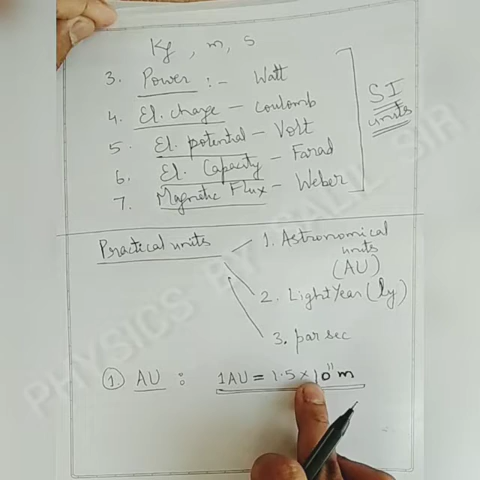 Kg, m, s
3. Power :- Watt
4. El. charge - Coulomb
5. El. potential - Volt
6. El. Capacity - Farad
7. Magnetic Flux - Weber
SI
units
Practical units
1. Astronomical
units
(AU)
2. Light Year (ly)
3. par sec
① AU : 1AU = 1.5 × 10¹¹ m
PHYSICS BY
SIR